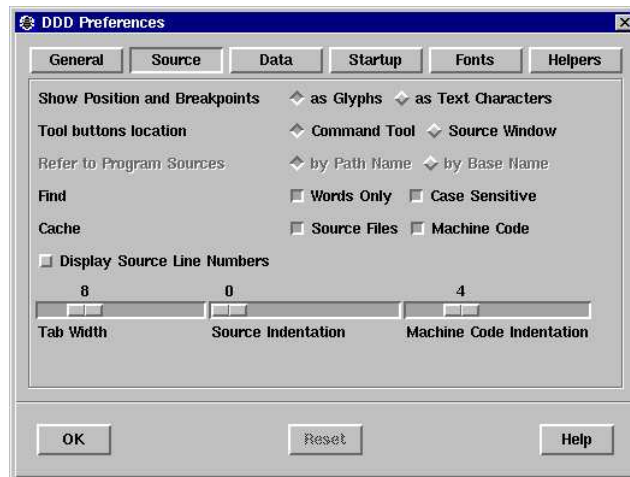 DDD Preferences
General Source Data Startup Fonts Helpers
Show Position and Breakpoints as Glyphs as Text Characters
Tool buttons location Command Tool Source Window
Refer to Program Sources by Path Name by Base Name
Find Words Only Case Sensitive
Cache Source Files Machine Code
Display Source Line Numbers
8 0 4
Tab Width Source Indentation Machine Code Indentation
OK Reset Help